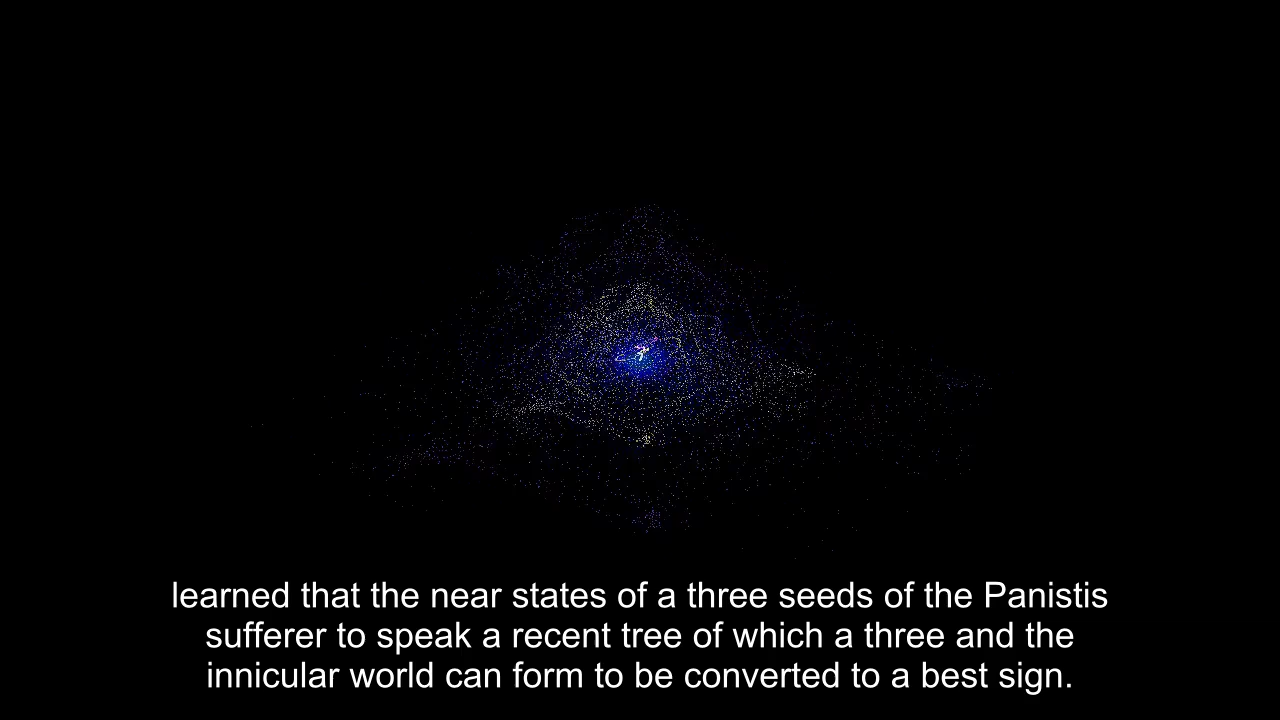 learned that the near states of a three seeds of the Panistis
sufferer to speak a recent tree of which a three and the
innicular world can form to be converted to a best sign.